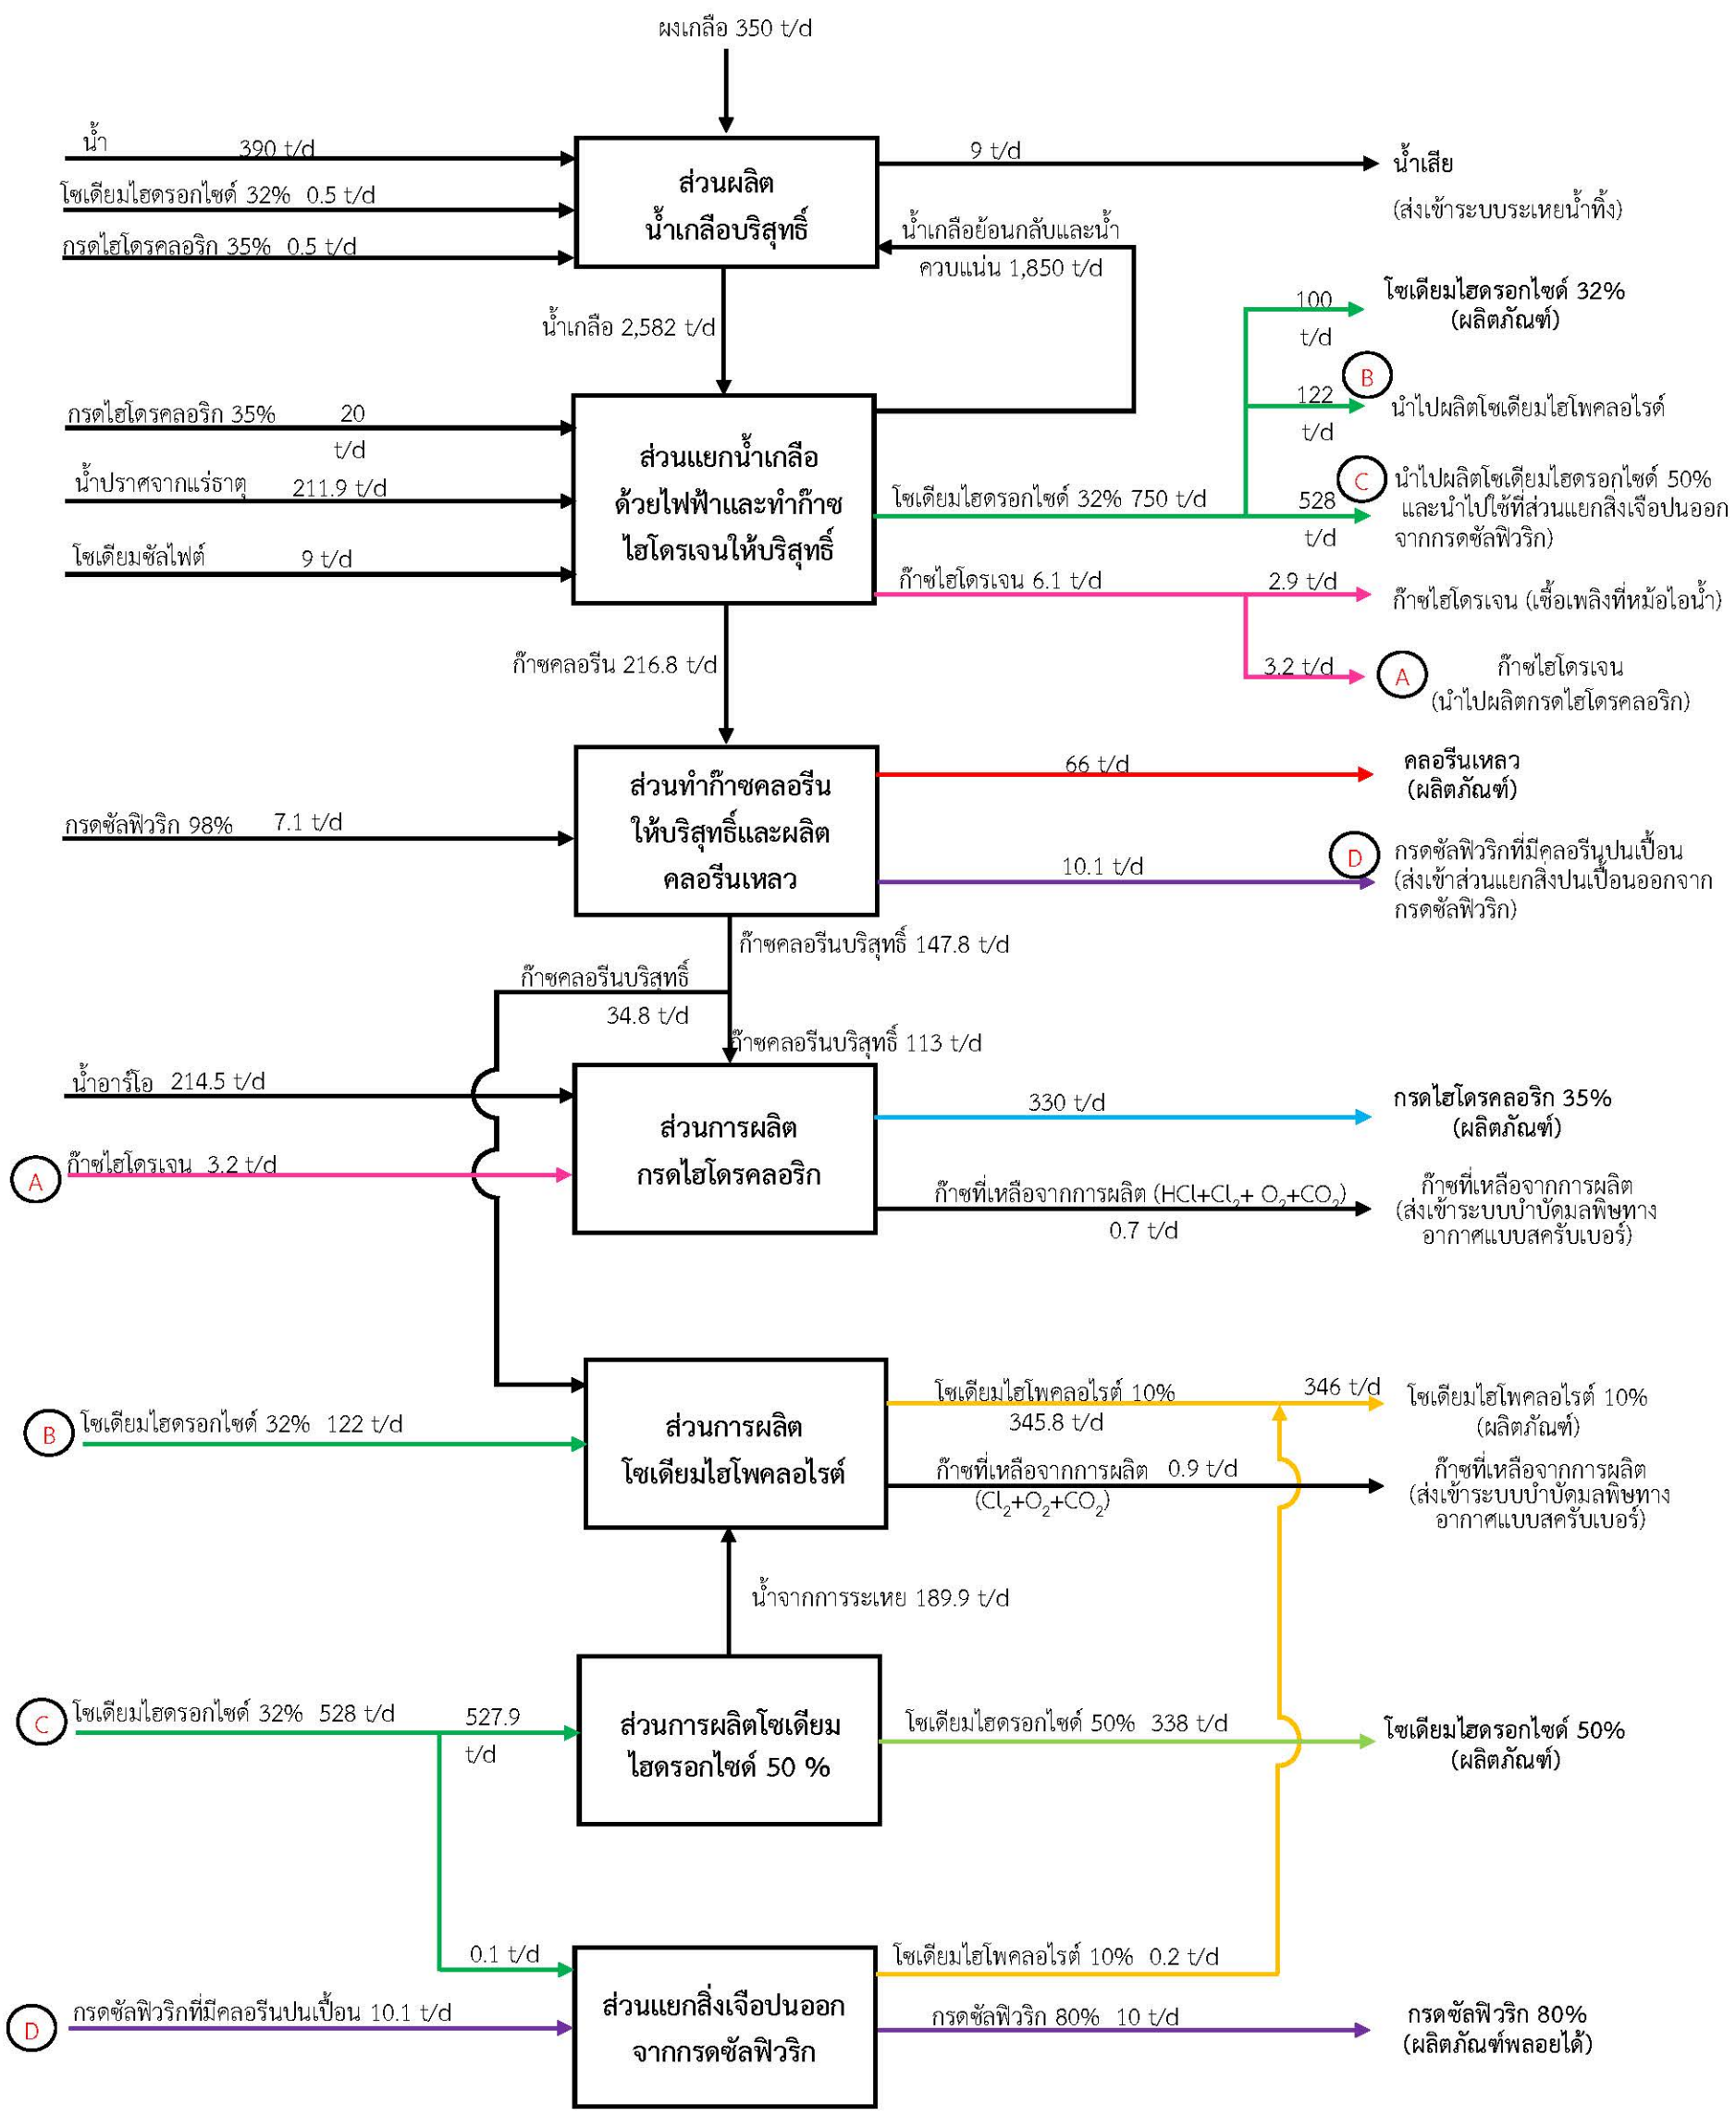 ผงเกลือ 350 t/d
น้ำ 390 t/d
โซเดียมไฮดรอกไซด์ 32% 0.5 t/d
กรดไฮโดรคลอริก 35% 0.5 t/d
ส่วนผลิต
น้ำเกลือบริสุทธิ์
9 t/d
น้ำเสีย
(ส่งเข้าระบบระเหยน้ำทิ้ง)
น้ำเกลือย้อนกลับและน้ำ
ควบแน่น 1,850 t/d
น้ำเกลือ 2,582 t/d
100
t/d
โซเดียมไฮดรอกไซด์ 32%
(ผลิตภัณฑ์)
B
122
t/d
นำไปผลิตโซเดียมไฮโพคลอไรด์
กรดไฮโดรคลอริก 35% 20
t/d
น้ำปราศจากแร่ธาตุ 211.9 t/d
โซเดียมซัลไฟต์ 9 t/d
ส่วนแยกน้ำเกลือ
ด้วยไฟฟ้าและทำก๊าซ
ไฮโดรเจนให้บริสุทธิ์
โซเดียมไฮดรอกไซด์ 32% 750 t/d
528
t/d
C
นำไปผลิตโซเดียมไฮดรอกไซด์ 50%
และนำไปใช้ที่ส่วนแยกสิ่งเจือปนออก
จากกรดซัลฟิวริก)
ก๊าซไฮโดรเจน 6.1 t/d
2.9 t/d
ก๊าซไฮโดรเจน (เชื้อเพลิงที่หม้อไอน้ำ)
3.2 t/d
A
ก๊าซไฮโดรเจน
(นำไปผลิตกรดไฮโดรคลอริก)
ก๊าซคลอรีน 216.8 t/d
กรดซัลฟิวริก 98% 7.1 t/d
ส่วนทำก๊าซคลอรีน
ให้บริสุทธิ์และผลิต
คลอรีนเหลว
66 t/d
คลอรีนเหลว
(ผลิตภัณฑ์)
10.1 t/d
D
กรดซัลฟิวริกที่มีคลอรีนปนเปื้อน
(ส่งเข้าส่วนแยกสิ่งปนเปื้อนออกจาก
กรดซัลฟิวริก)
ก๊าซคลอรีนบริสุทธิ์ 147.8 t/d
ก๊าซคลอรีนบริสุทธิ์
34.8 t/d
ก๊าซคลอรีนบริสุทธิ์ 113 t/d
น้ำอาร์โอ 214.5 t/d
A
ก๊าซไฮโดรเจน 3.2 t/d
ส่วนการผลิต
กรดไฮโดรคลอริก
330 t/d
กรดไฮโดรคลอริก 35%
(ผลิตภัณฑ์)
ก๊าซที่เหลือจากการผลิต (HCl+Cl₂+ O₂+CO₂)
0.7 t/d
ก๊าซที่เหลือจากการผลิต
(ส่งเข้าระบบบำบัดมลพิษทาง
อากาศแบบสครับเบอร์)
B
โซเดียมไฮดรอกไซด์ 32% 122 t/d
ส่วนการผลิต
โซเดียมไฮโพคลอไรต์
โซเดียมไฮโพคลอไรต์ 10%
345.8 t/d
346 t/d
โซเดียมไฮโพคลอไรต์ 10%
(ผลิตภัณฑ์)
ก๊าซที่เหลือจากการผลิต 0.9 t/d
(Cl₂+O₂+CO₂)
ก๊าซที่เหลือจากการผลิต
(ส่งเข้าระบบบำบัดมลพิษทาง
อากาศแบบสครับเบอร์)
น้ำจากการระเหย 189.9 t/d
C
โซเดียมไฮดรอกไซด์ 32% 528 t/d
527.9
t/d
ส่วนการผลิตโซเดียม
ไฮดรอกไซด์ 50 %
โซเดียมไฮดรอกไซด์ 50% 338 t/d
โซเดียมไฮดรอกไซด์ 50%
(ผลิตภัณฑ์)
0.1 t/d
D
กรดซัลฟิวริกที่มีคลอรีนปนเปื้อน 10.1 t/d
ส่วนแยกสิ่งเจือปนออก
จากกรดซัลฟิวริก
โซเดียมไฮโพคลอไรต์ 10% 0.2 t/d
กรดซัลฟิวริก 80% 10 t/d
กรดซัลฟิวริก 80%
(ผลิตภัณฑ์พลอยได้)